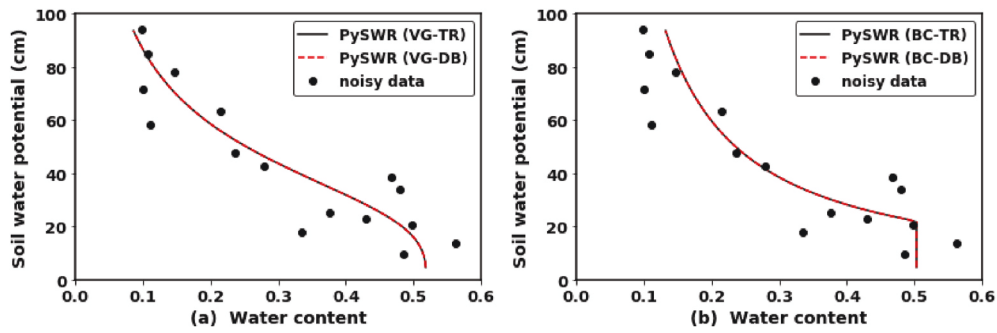 100
80
60
40
20
0
Soil water potential (cm)
PySWR (VG-TR)
PySWR (VG-DB)
noisy data
0.0 0.1 0.2 0.3 0.4 0.5 0.6
(a) Water content
100
80
60
40
20
0
Soil water potential (cm)
PySWR (BC-TR)
PySWR (BC-DB)
noisy data
0.0 0.1 0.2 0.3 0.4 0.5 0.6
(b) Water content